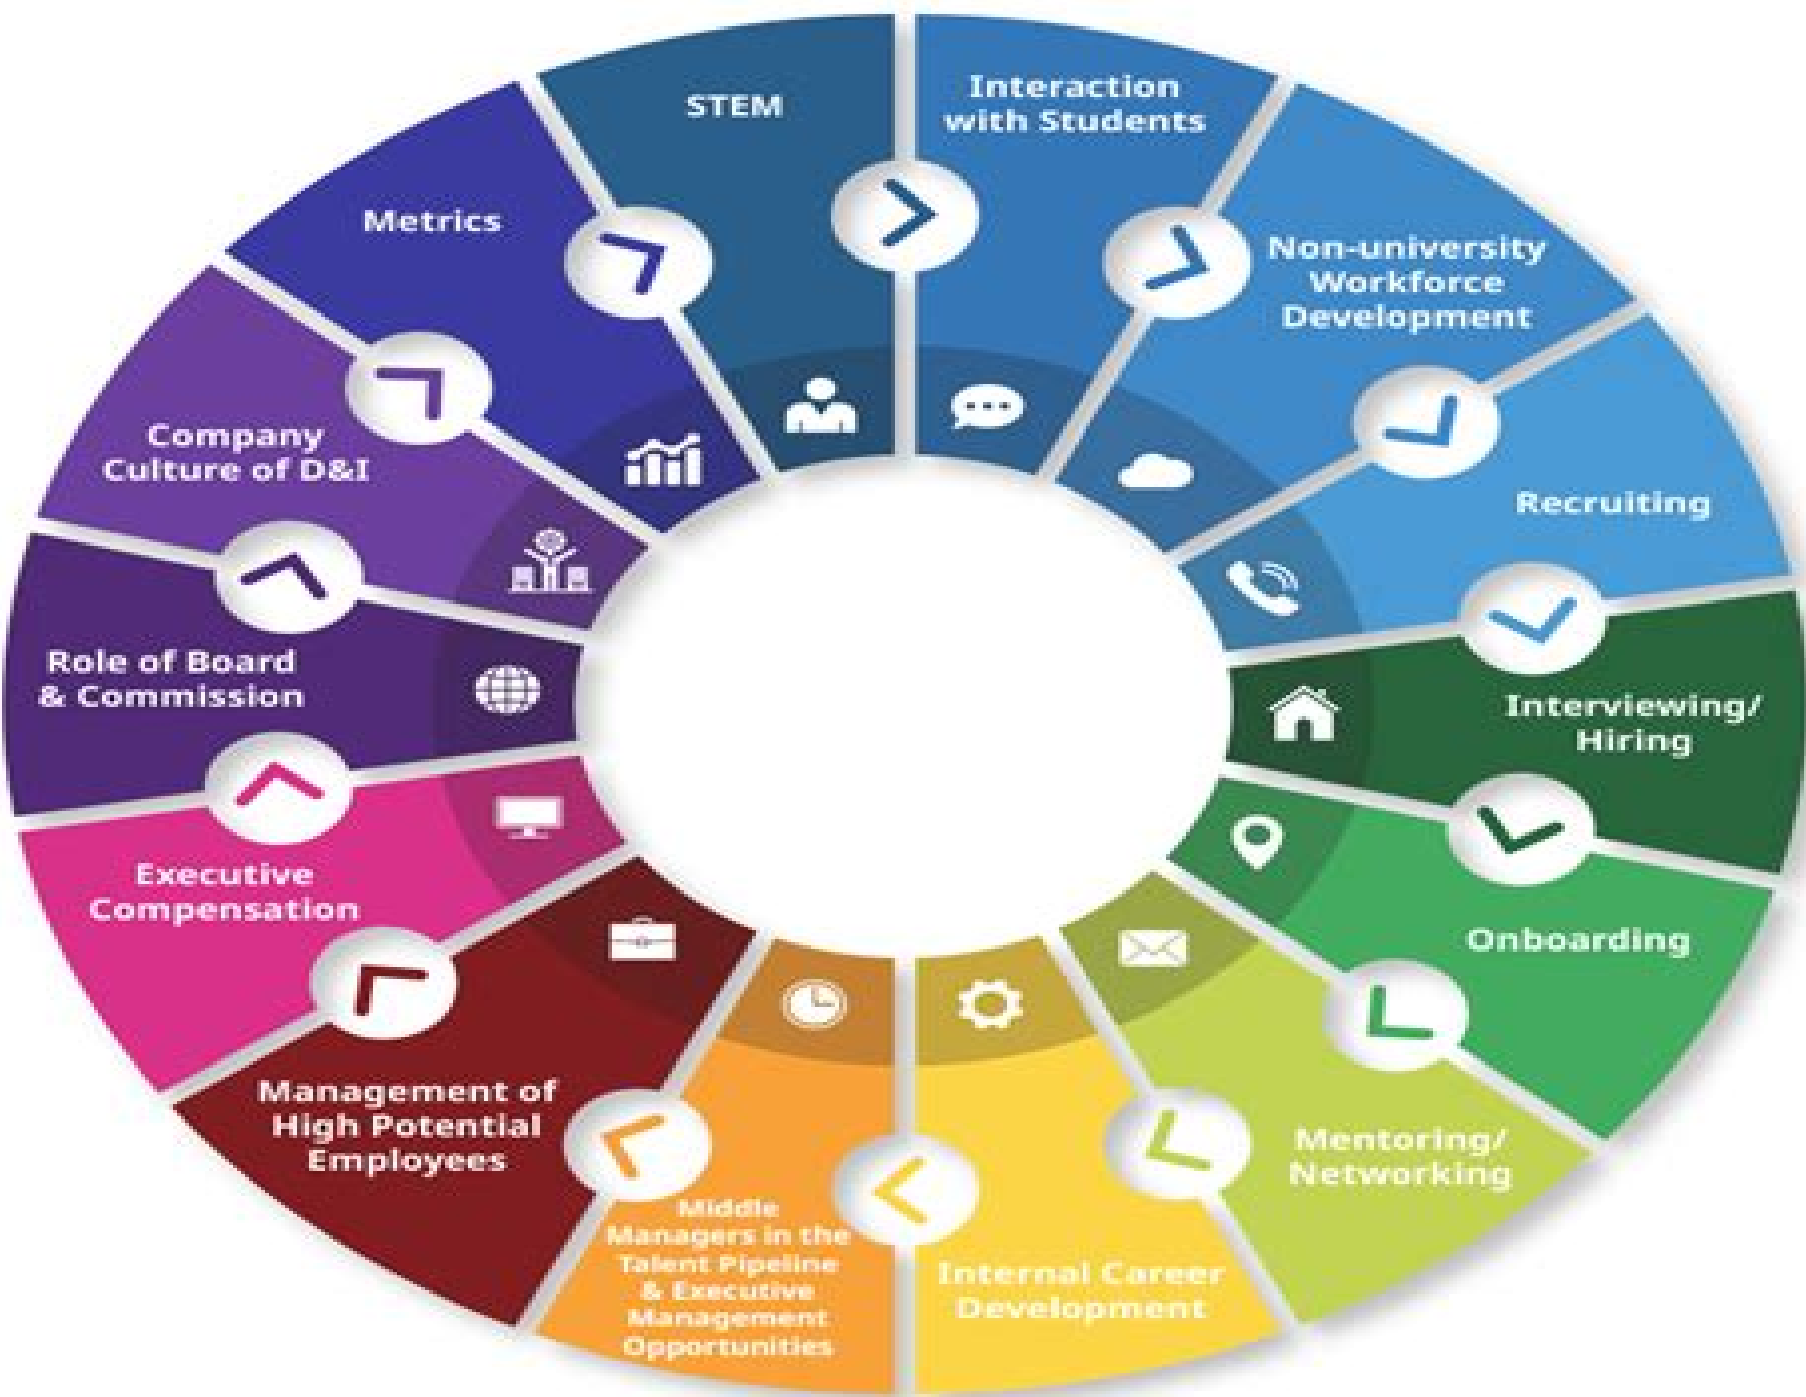 STEM
Interaction
with Students
Non-university
Workforce
Development
Recruiting
Interviewing/
Hiring
Onboarding
Mentoring/
Networking
Internal Career
Development
Middle
Managers in the
Talent Pipeline
& Executive
Management
Opportunities
Management of
High Potential
Employees
Executive
Compensation
Role of Board
& Commission
Company
Culture of D&I
Metrics